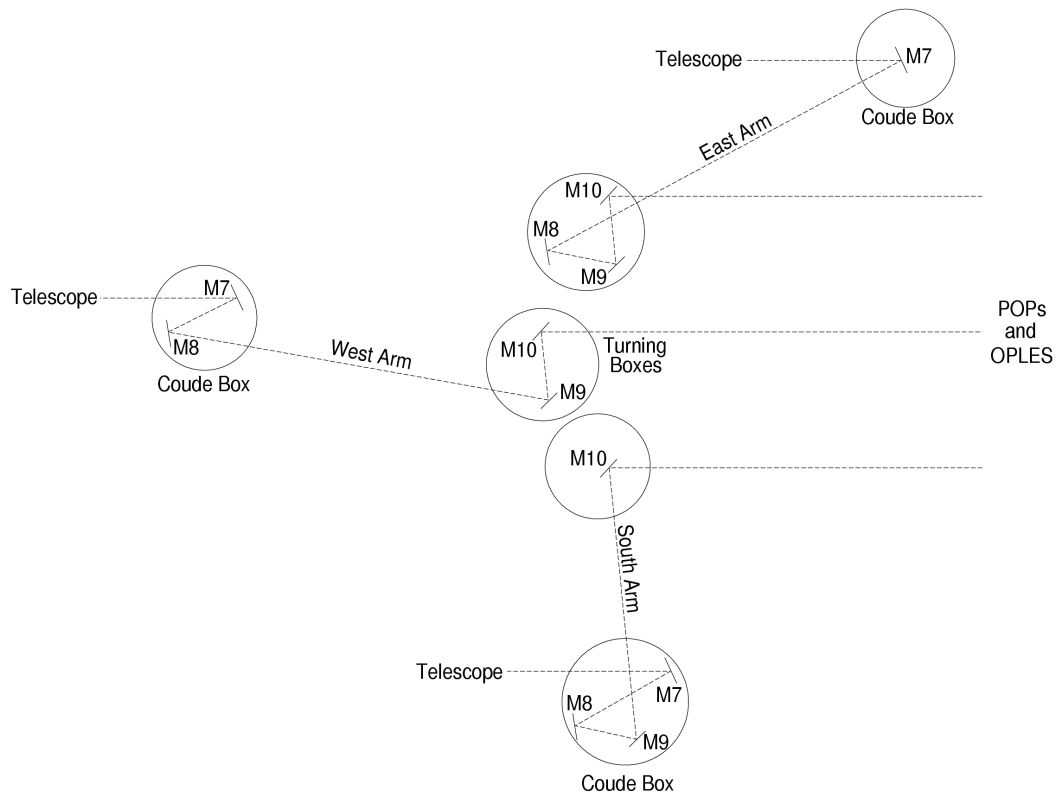 Telescope
M7
Coude Box
East Arm
M10
M8
M9
Telescope
M7
M8
Coude Box
West Arm
M10
M9
Turning
Boxes
POPs
and
OPLES
M10
South Arm
Telescope
M7
M8
M9
Coude Box